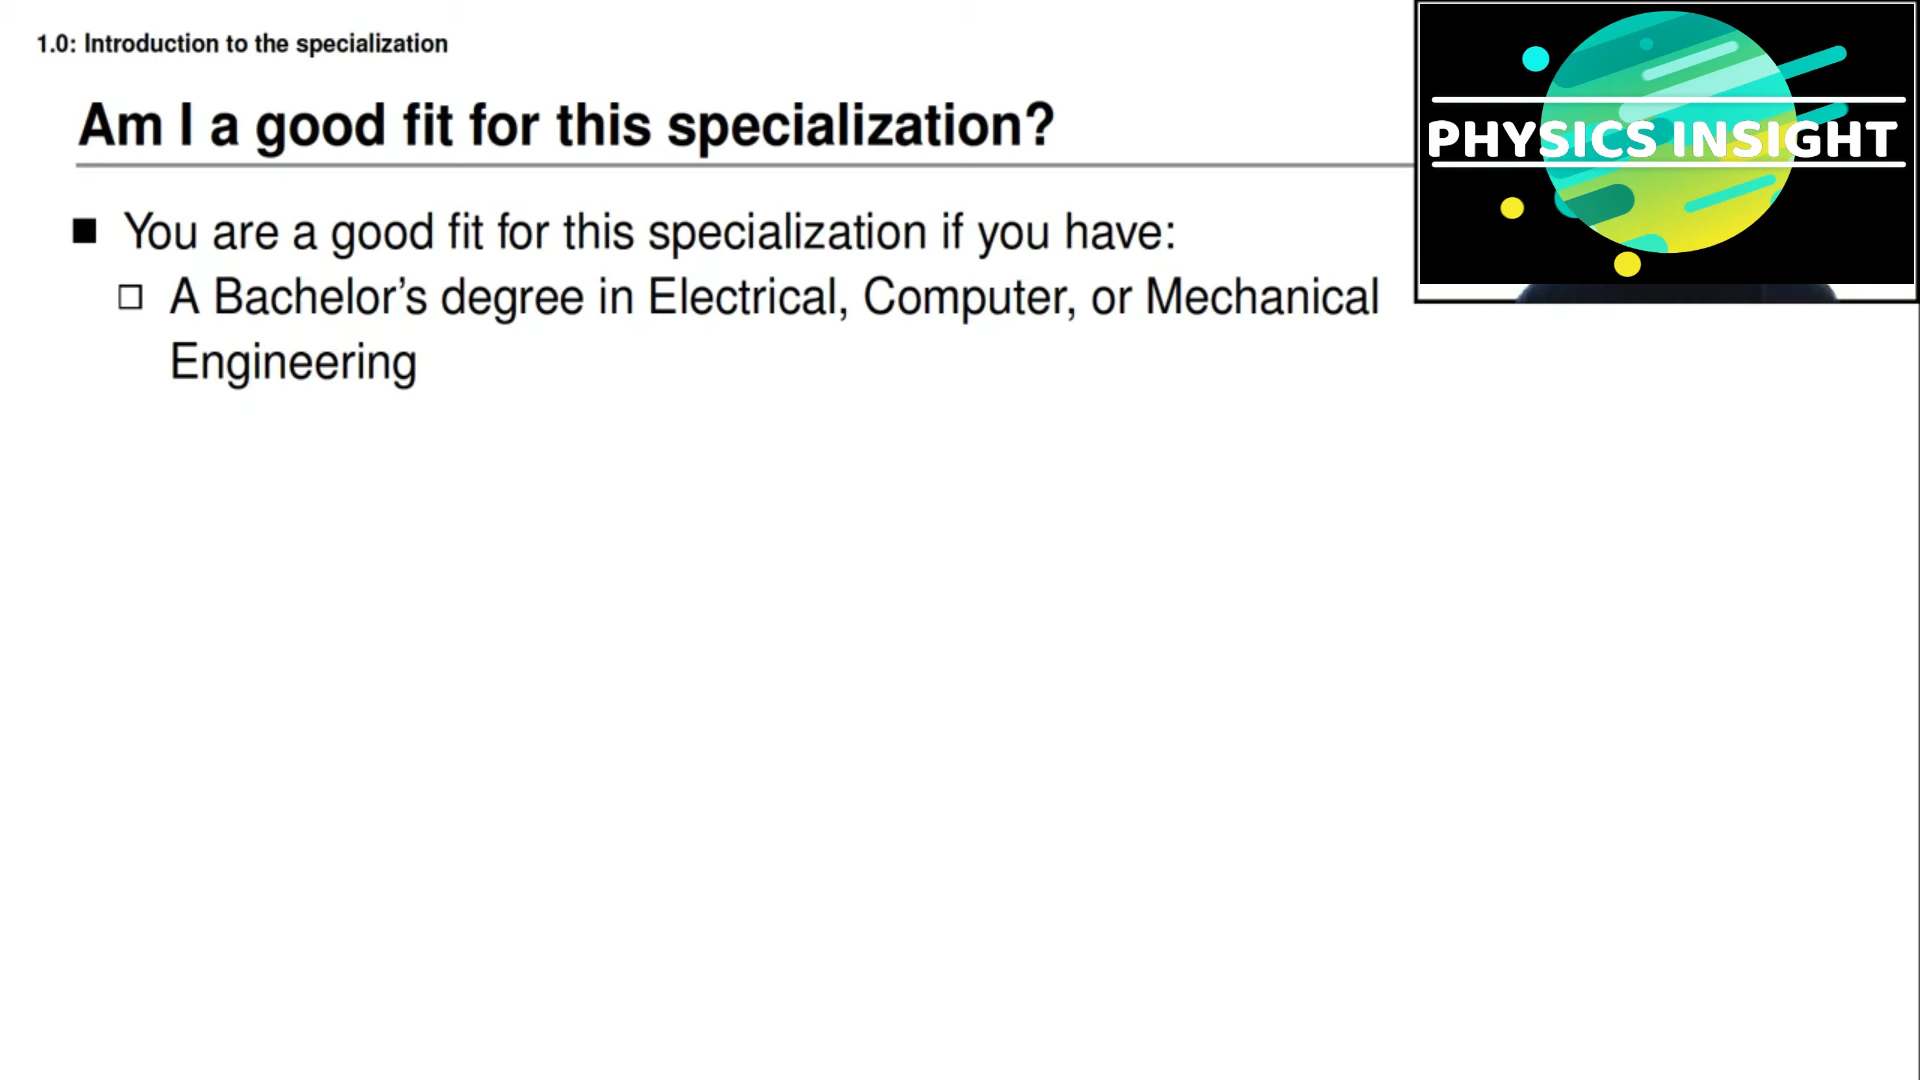 1.0: Introduction to the specialization
Am I a good fit for this specialization?
You are a good fit for this specialization if you have:
A Bachelor’s degree in Electrical, Computer, or Mechanical
Engineering
PHYSICS INSIGHT